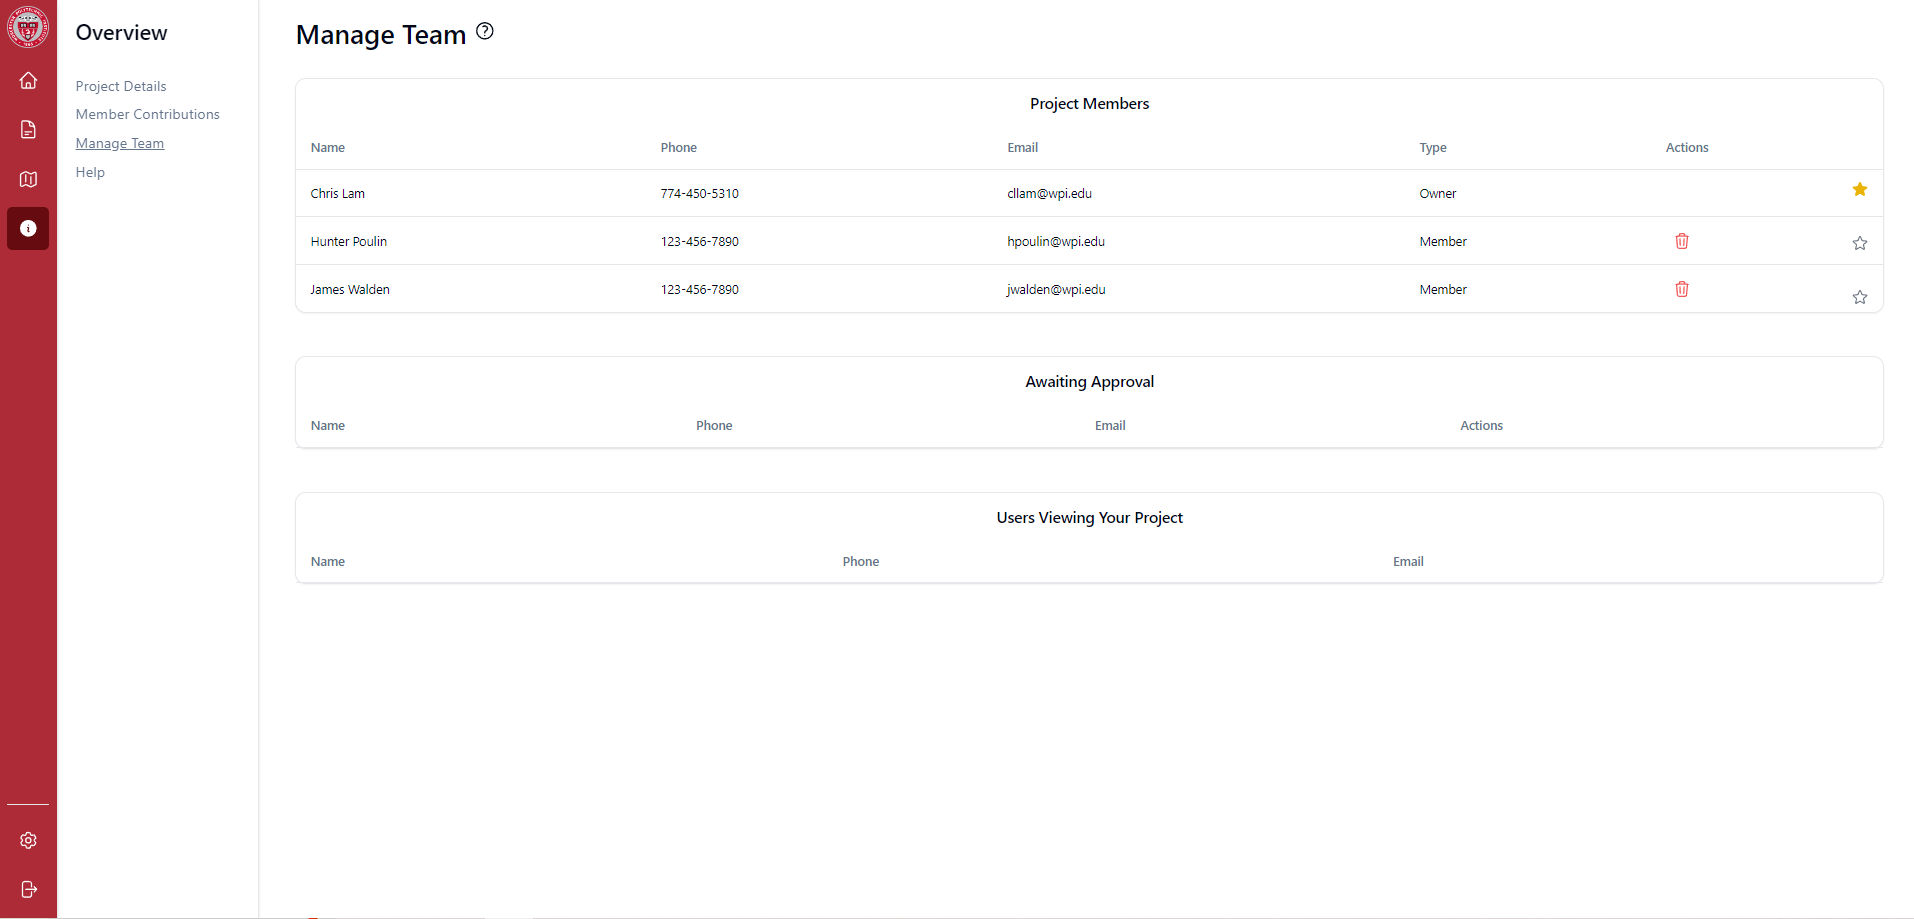 Overview
Project Details
Member Contributions
Manage Team
Help
Manage Team
Project Members
Name Phone Email Type Actions
Chris Lam 774-450-5310 cllam@wpi.edu Owner
Hunter Poulin 123-456-7890 hpoulin@wpi.edu Member
James Walden 123-456-7890 jwalden@wpi.edu Member
Awaiting Approval
Name Phone Email Actions
Users Viewing Your Project
Name Phone Email